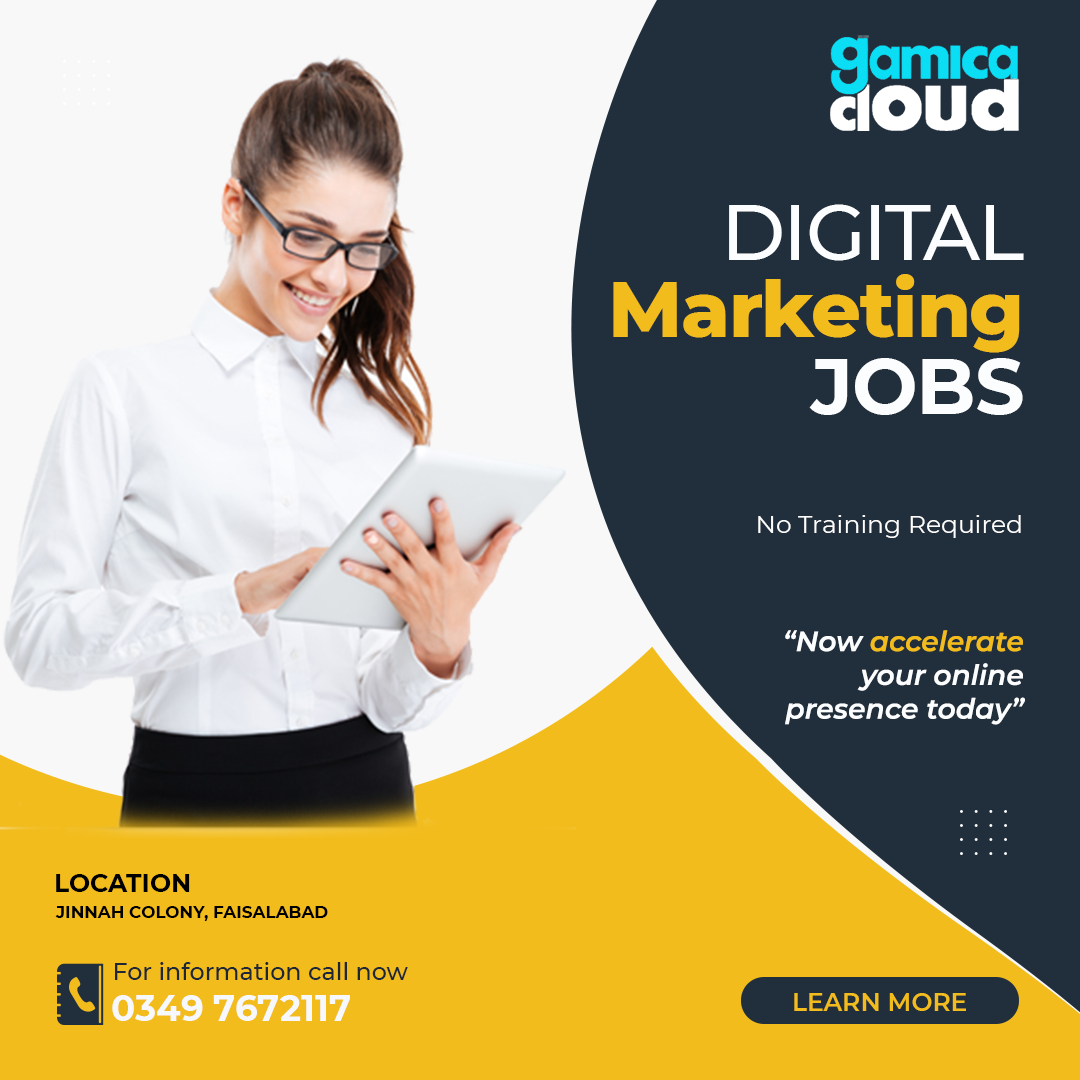 gamica
cloud
DIGITAL
Marketing
JOBS
No Training Required
“Now accelerate
your online
presence today”
LOCATION
JINNAH COLONY, FAISALABAD
For information call now
0349 7672117
LEARN MORE